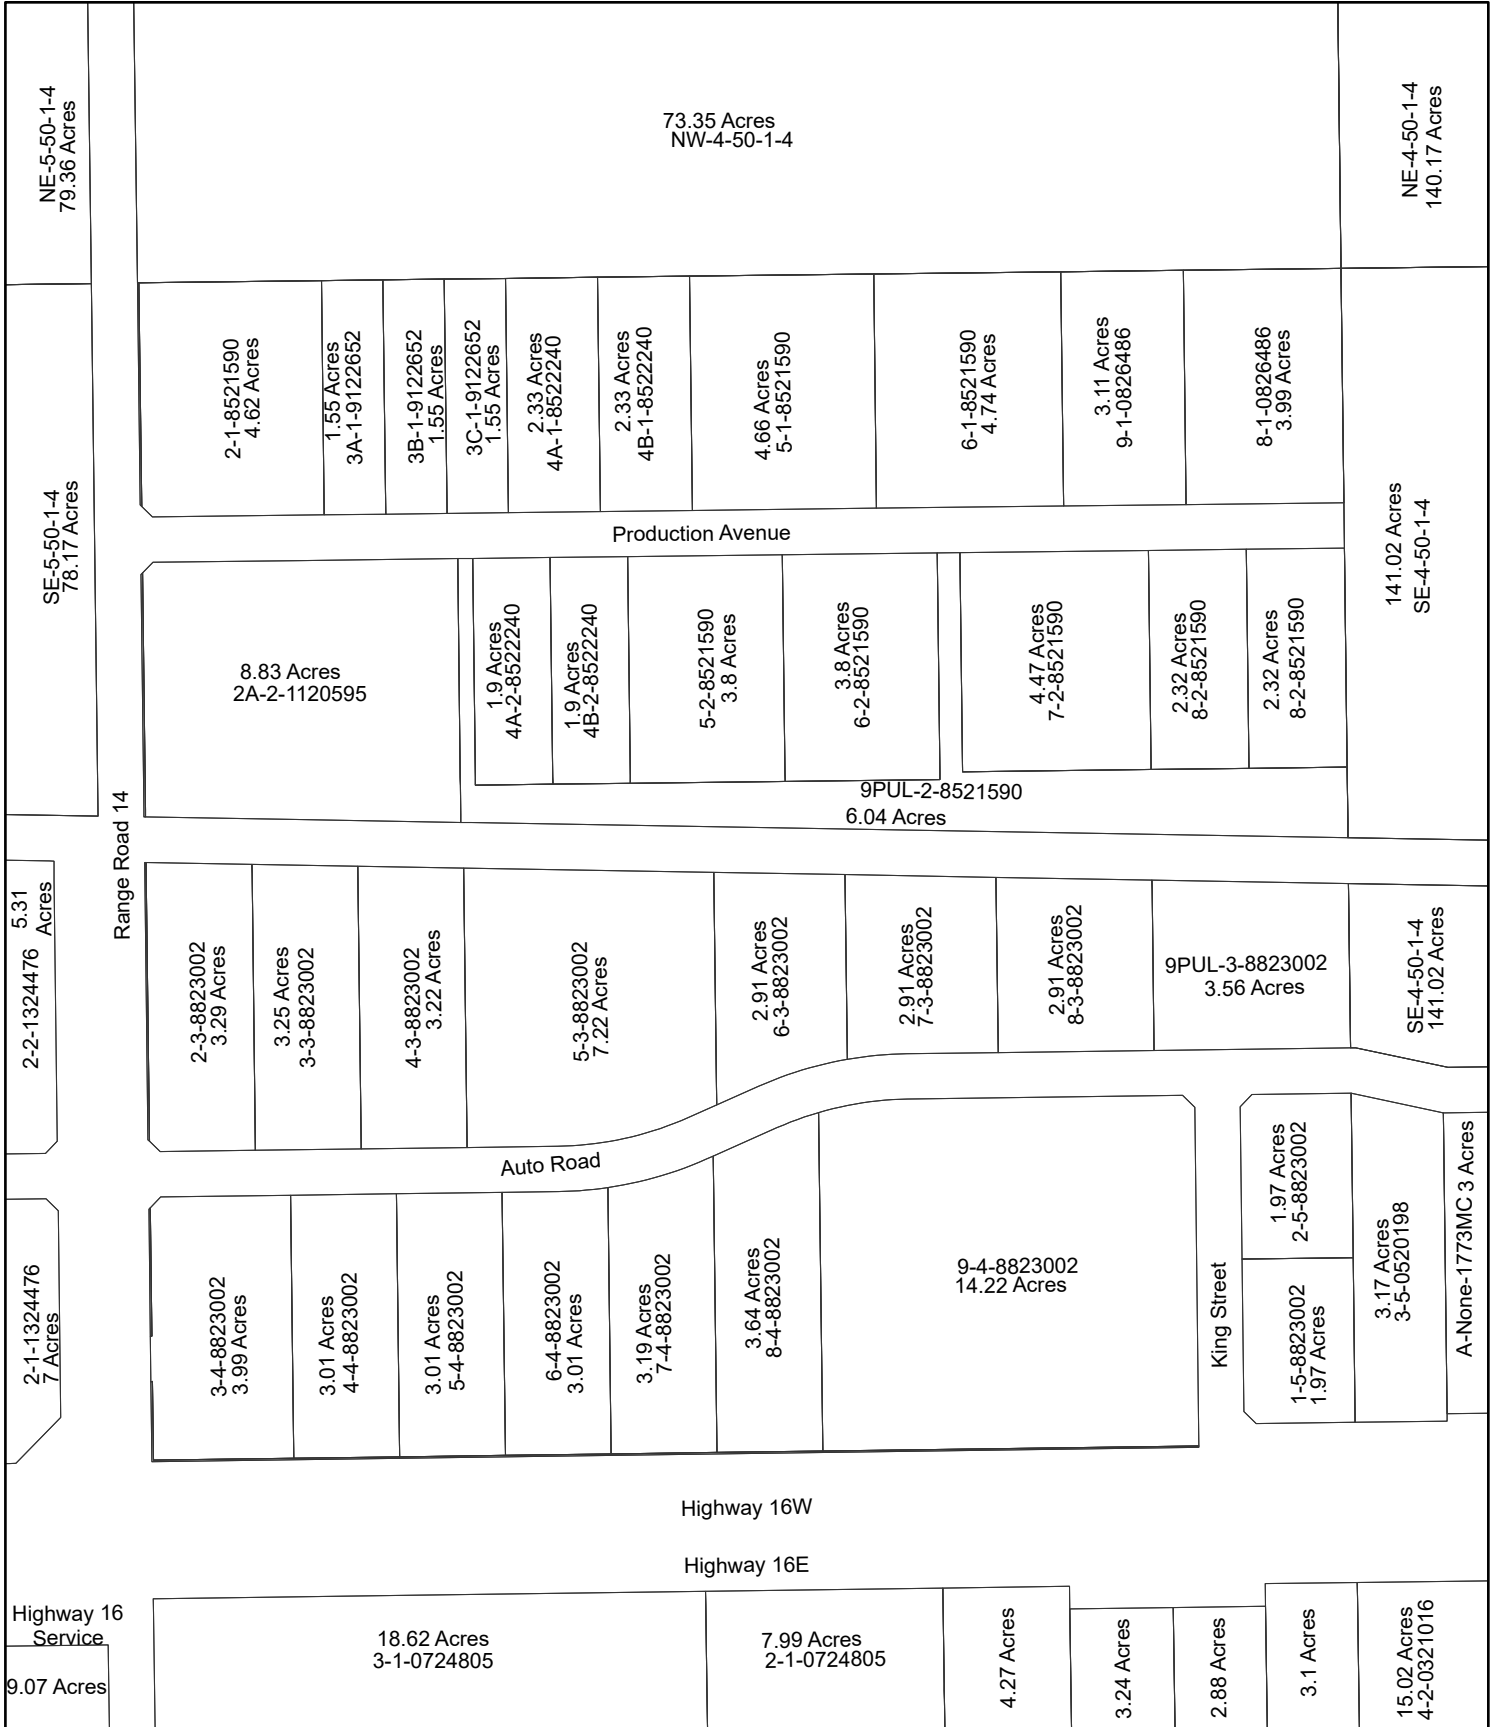 NE-5-50-1-4
79.36 Acres
73.35 Acres
NW-4-50-1-4
NE-4-50-1-4
140.17 Acres
2-1-8521590
4.62 Acres
1.55 Acres
3A-1-9122652
3B-1-9122652
1.55 Acres
3C-1-9122652
1.55 Acres
2.33 Acres
4A-1-8522240
2.33 Acres
4B-1-8522240
4.66 Acres
5-1-8521590
6-1-8521590
4.74 Acres
3.11 Acres
9-1-0826486
8-1-0826486
3.99 Acres
SE-5-50-1-4
78.17 Acres
Production Avenue
141.02 Acres
SE-4-50-1-4
8.83 Acres
2A-2-1120595
1.9 Acres
4A-2-8522240
1.9 Acres
4B-2-8522240
5-2-8521590
3.8 Acres
3.8 Acres
6-2-8521590
4.47 Acres
7-2-8521590
2.32 Acres
8-2-8521590
2.32 Acres
8-2-8521590
9PUL-2-8521590
6.04 Acres
Range Road 14
2-2-1324476
5.31
Acres
2-3-8823002
3.29 Acres
3.25 Acres
3-3-8823002
4-3-8823002
3.22 Acres
5-3-8823002
7.22 Acres
2.91 Acres
6-3-8823002
2.91 Acres
7-3-8823002
2.91 Acres
8-3-8823002
9PUL-3-8823002
3.56 Acres
SE-4-50-1-4
141.02 Acres
Auto Road
2-1-1324476
7 Acres
3-4-8823002
3.99 Acres
3.01 Acres
4-4-8823002
3.01 Acres
5-4-8823002
6-4-8823002
3.01 Acres
3.19 Acres
7-4-8823002
3.64 Acres
8-4-8823002
9-4-8823002
14.22 Acres
King Street
1.97 Acres
2-5-8823002
1-5-8823002
1.97 Acres
3.17 Acres
3-5-0520198
A-None-1773MC 3 Acres
Highway 16W
Highway 16E
Highway 16
Service
9.07 Acres
18.62 Acres
3-1-0724805
7.99 Acres
2-1-0724805
4.27 Acres
3.24 Acres
2.88 Acres
3.1 Acres
15.02 Acres
4-2-0321016